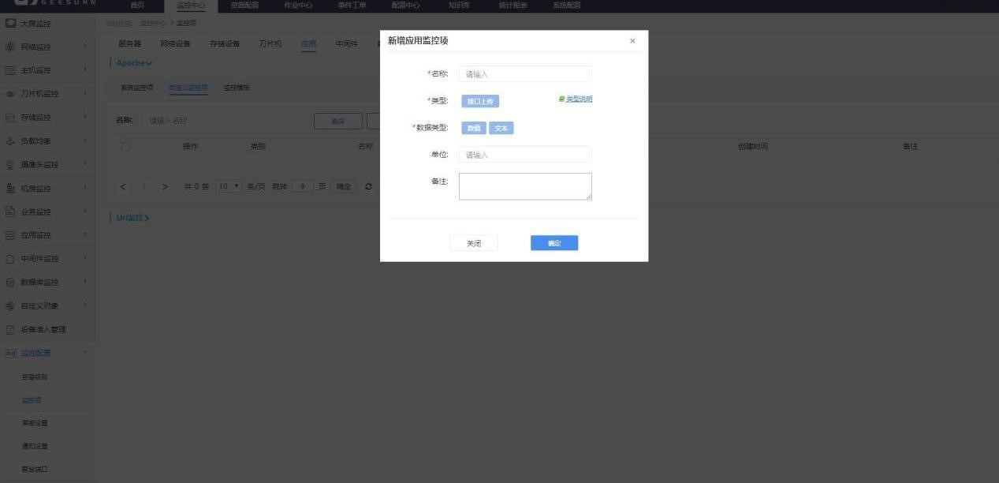 GEESUNN
首页 监控中心 资源配置 作业中心 事件工单 配置中心 知识库 统计报表 系统配置
大屏监控
网络监控
主机监控
刀片机监控
存储监控
负载均衡
摄像头监控
机房监控
业务监控
应用监控
中间件监控
数据库监控
自定义对象
设备准入管理
监控配置
告警级别
监控项
屏蔽设置
通知设置
聚合接口
监控中心 > 监控项
服务器 网络设备 存储设备 刀片机 应用 中间件
Apache
系统监控项 自定义监控项 监控模板
名称: 请输入名称 查询
操作 类别 名称 创建时间 备注
< 1 > 共 0 条 10 条/页 跳转 0 页 确定
Url监控
新增应用监控项 ×
*名称: 请输入
*类型: 接口上传 类型说明
*数据类型: 数值 文本
单位: 请输入
备注:
关闭 确定